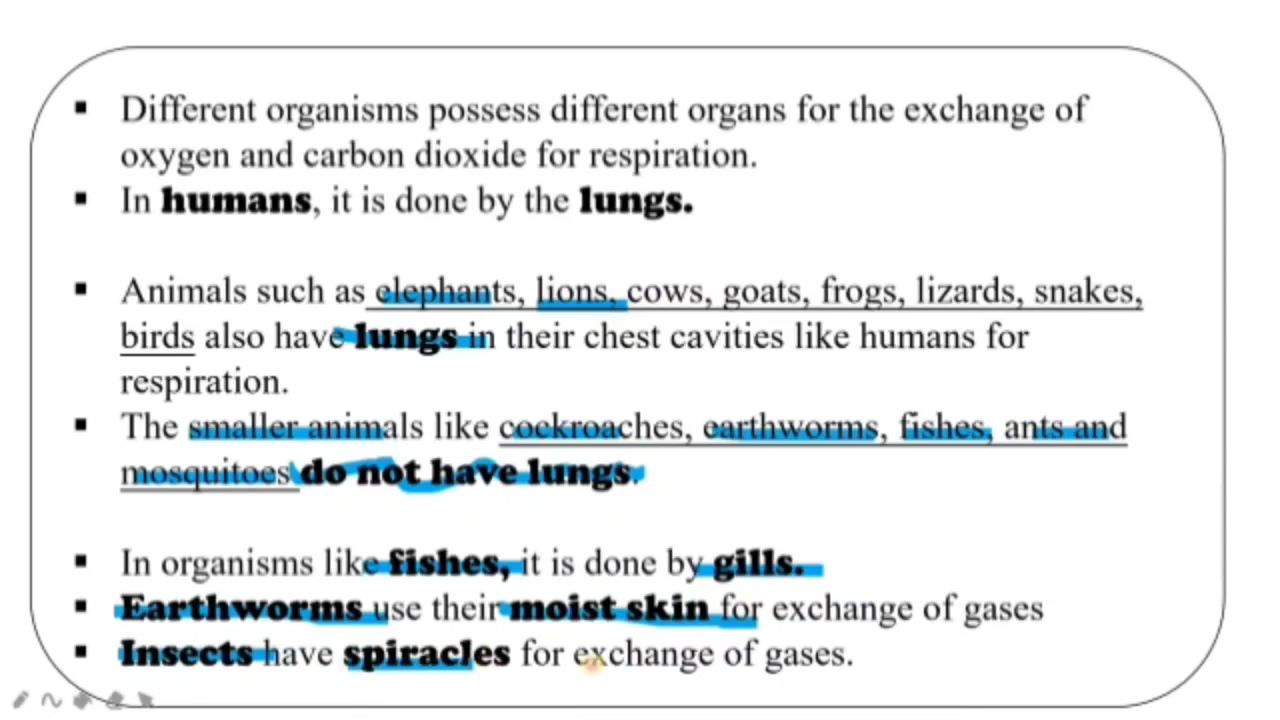 ▪ Different organisms possess different organs for the exchange of
oxygen and carbon dioxide for respiration.
▪ In humans, it is done by the lungs.
▪ Animals such as elephants, lions, cows, goats, frogs, lizards, snakes,
birds also have lungs in their chest cavities like humans for
respiration.
▪ The smaller animals like cockroaches, earthworms, fishes, ants and
mosquitoes do not have lungs.
▪ In organisms like fishes, it is done by gills.
▪ Earthworms use their moist skin for exchange of gases
▪ Insects have spiracles for exchange of gases.